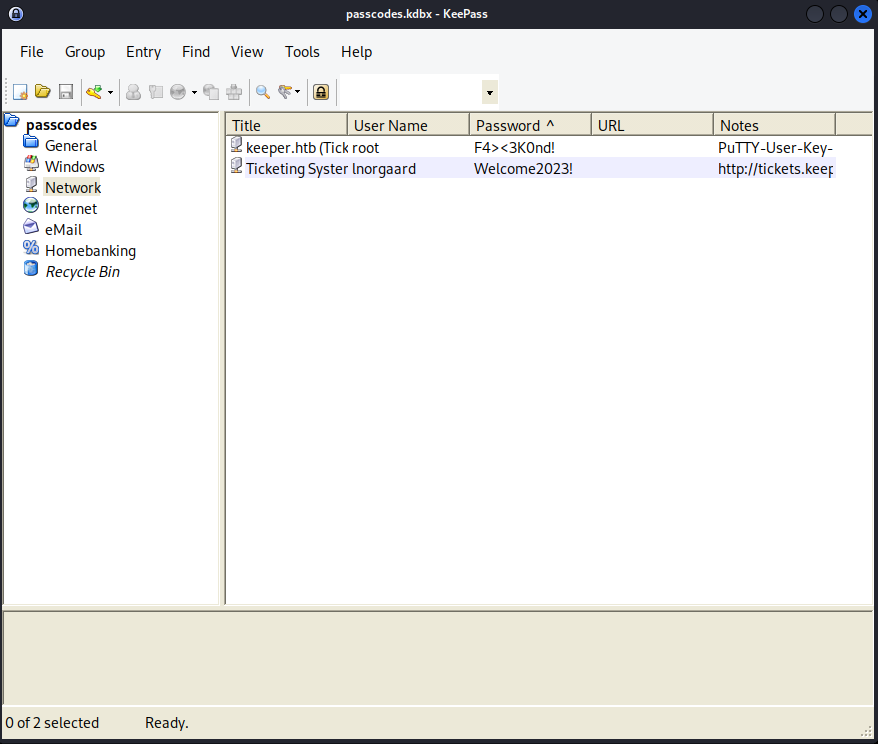 passcodes.kdbx - KeePass
File Group Entry Find View Tools Help
passcodes
General
Windows
Network
Internet
eMail
Homebanking
Recycle Bin
Title User Name Password ^ URL Notes
keeper.htb (Tick root F4><3K0nd! PuTTY-User-Key-
Ticketing Syster lnorgaard Welcome2023! http://tickets.keep
0 of 2 selected Ready.